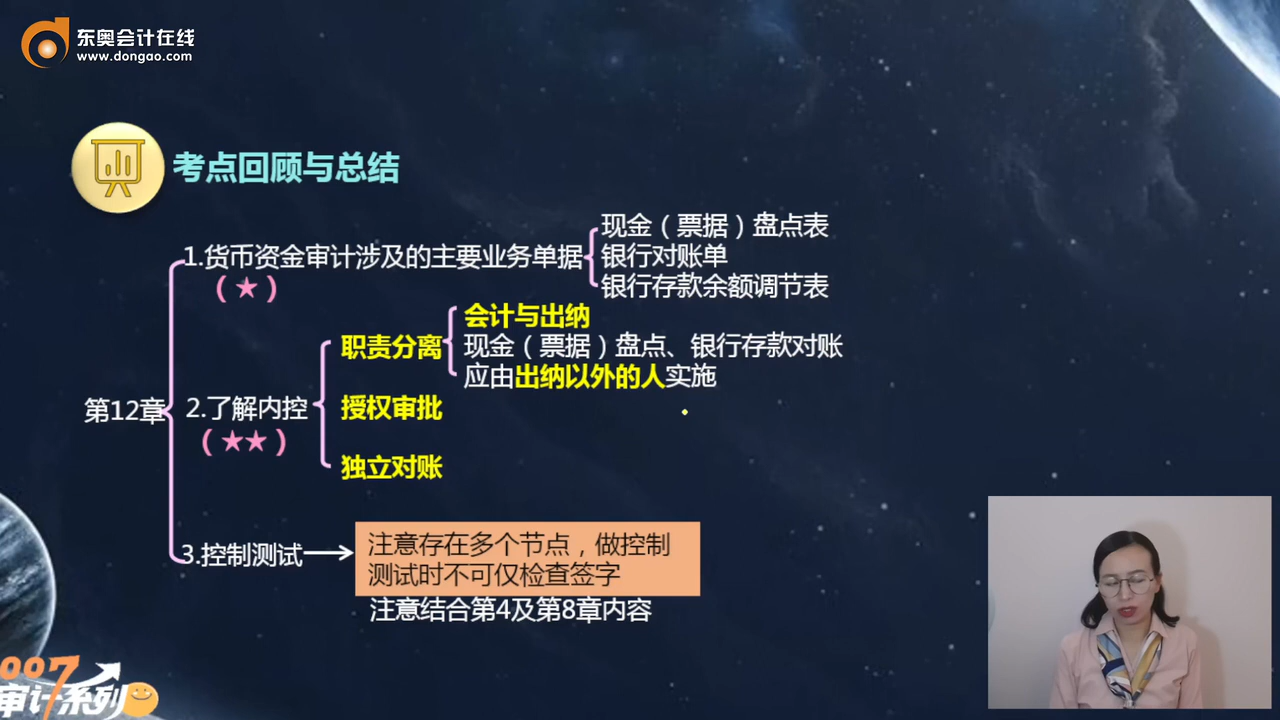 东奥会计在线
www.dongao.com
考点回顾与总结
第12章
1.货币资金审计涉及的主要业务单据
（★）
现金（票据）盘点表
银行对账单
银行存款余额调节表
2.了解内控
（★★）
职责分离
会计与出纳
现金（票据）盘点、银行存款对账
应由出纳以外的人实施
授权审批
独立对账
3.控制测试
注意存在多个节点，做控制
测试时不可仅检查签字
注意结合第4及第8章内容
007
审计系列